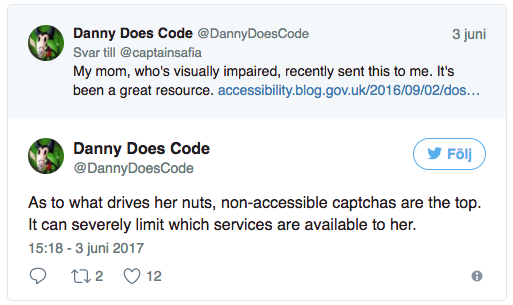 Danny Does Code @DannyDoesCode 3 juni
Svar till @captainsafia
My mom, who's visually impaired, recently sent this to me. It's
been a great resource. accessibility.blog.gov.uk/2016/09/02/dos…
Danny Does Code
@DannyDoesCode
Följ
As to what drives her nuts, non-accessible captchas are the top.
It can severely limit which services are available to her.
15:18 - 3 juni 2017
2 12